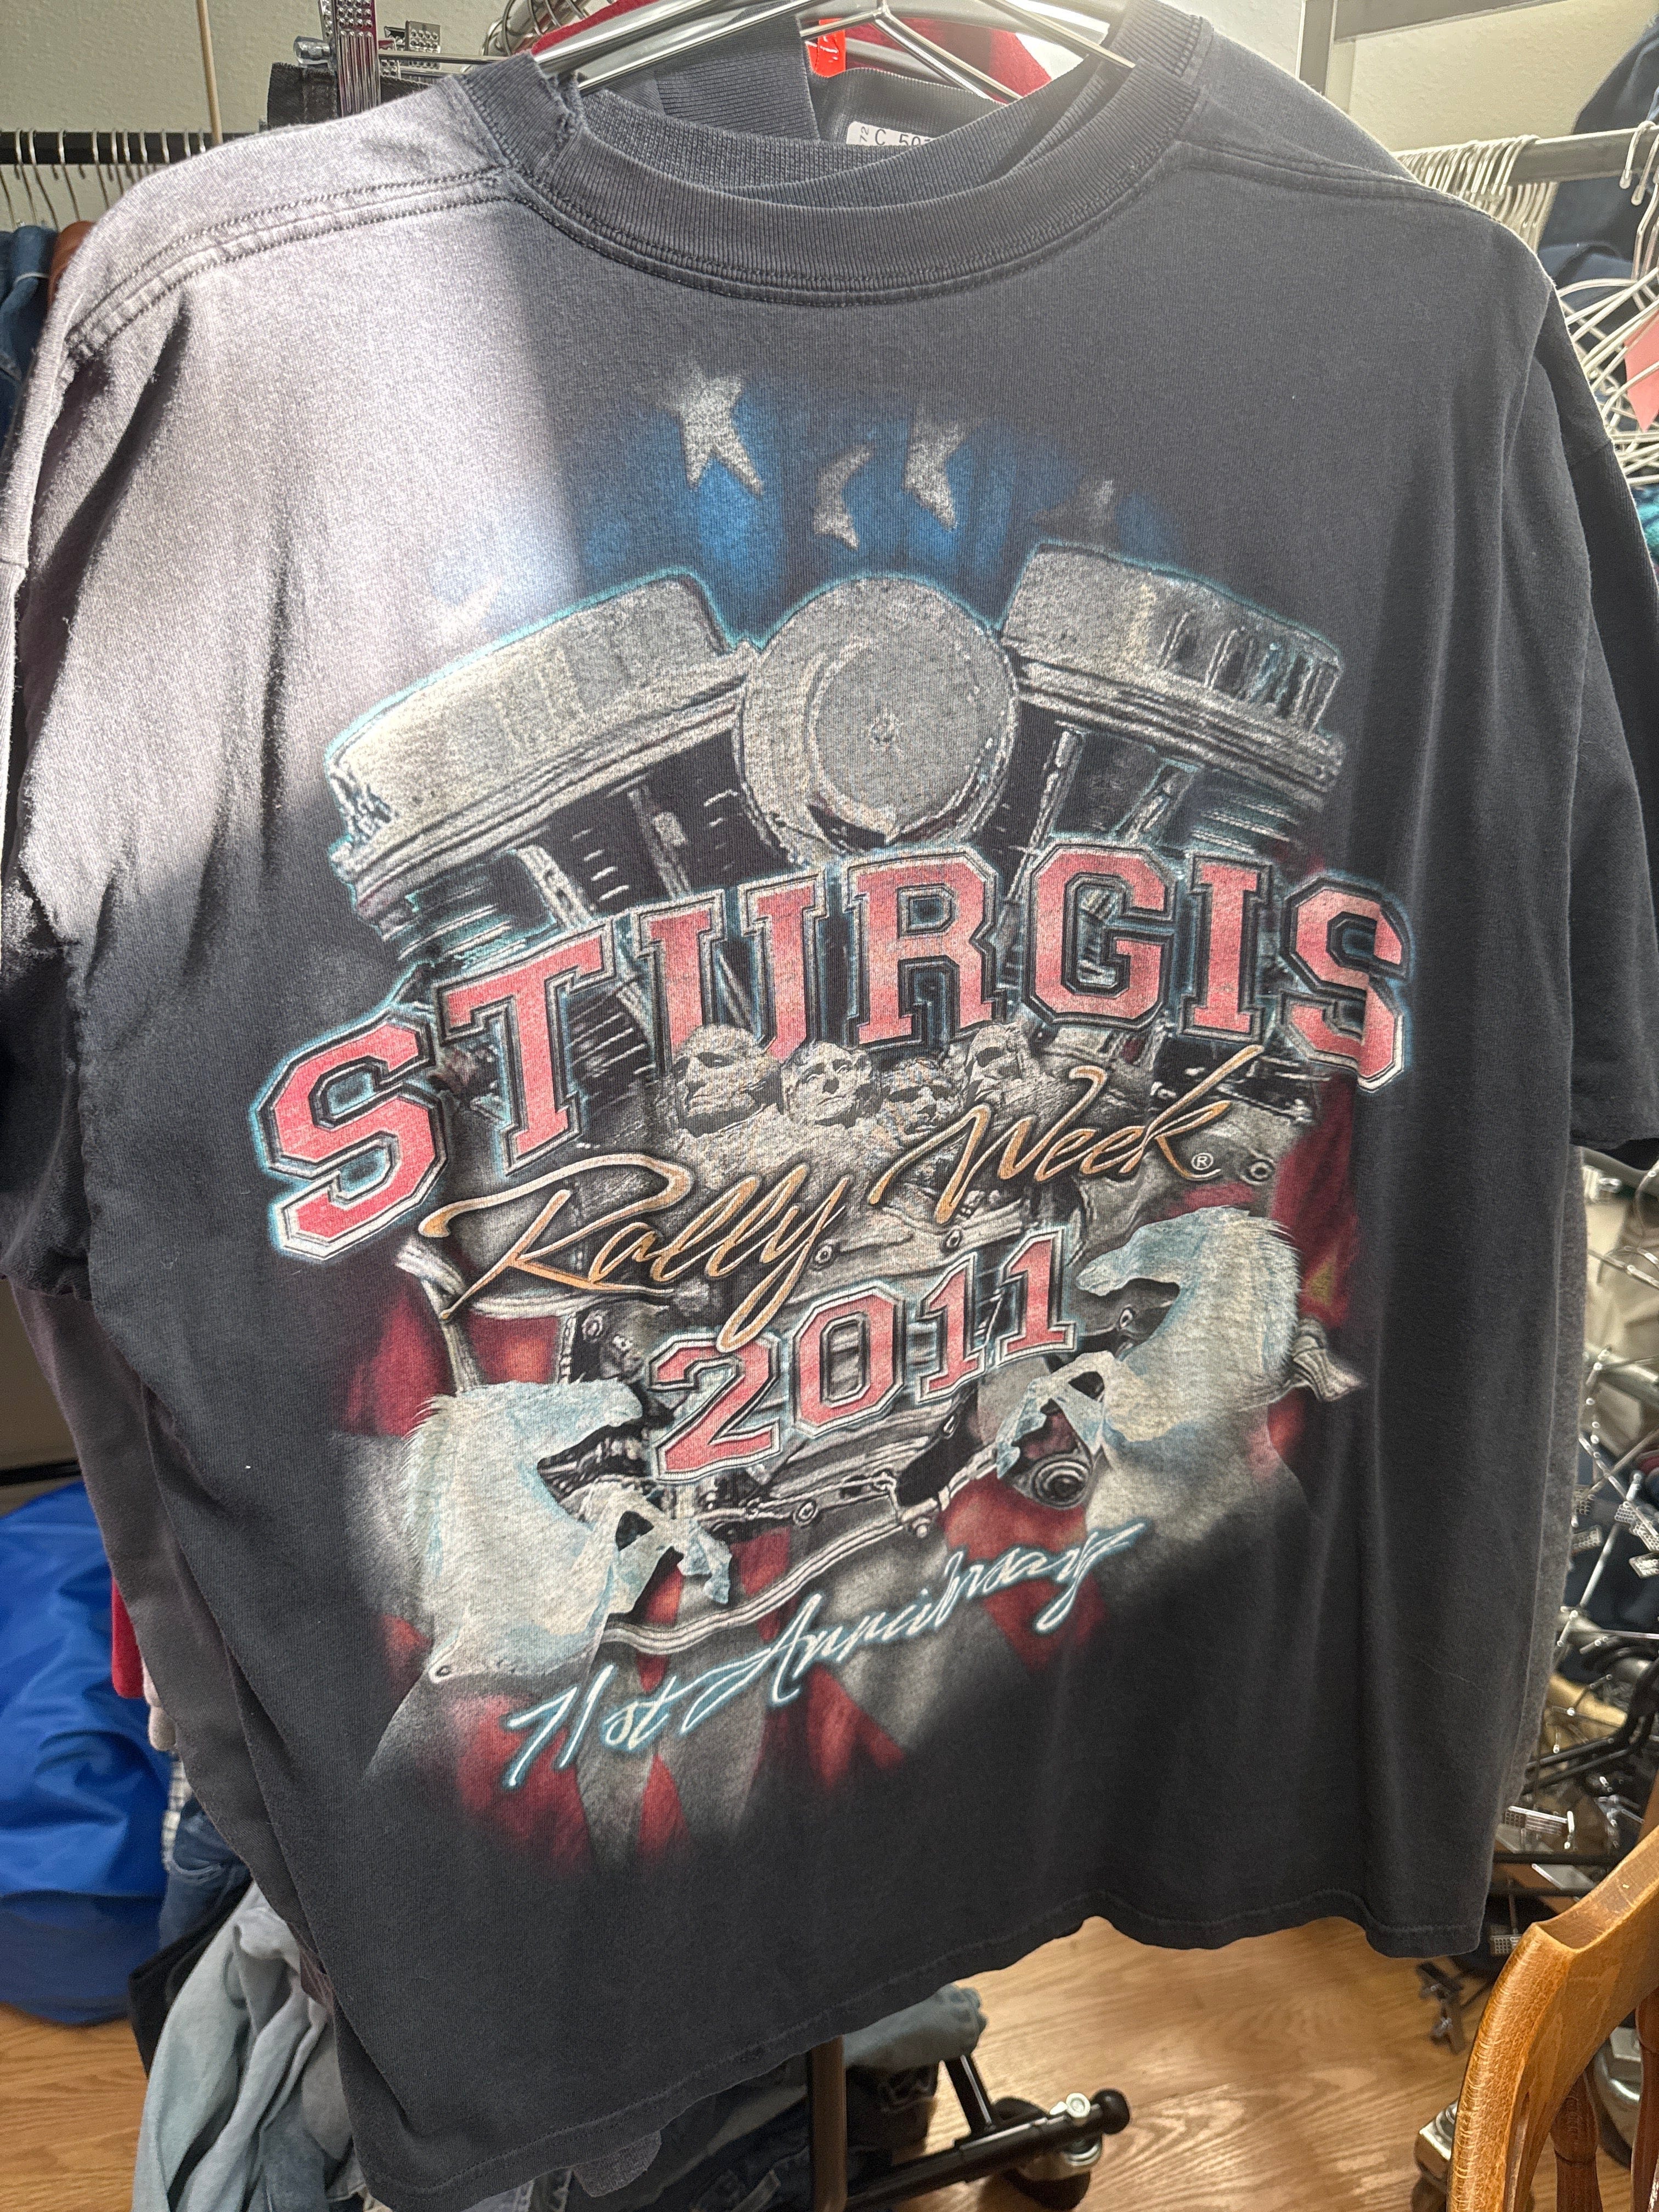 STURGIS
Rally Week®
2011
71st Anniversary